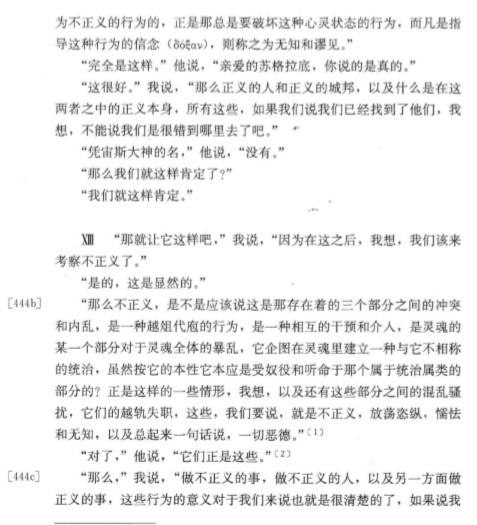 为不正义的行为的，正是那总是要破坏这种心灵状态的行为，而凡是指
导这种行为的信念（δόξαν），则称之为无知和谬见。”
“完全是这样。”他说，“亲爱的苏格拉底，你说的是真的。”
“这很好。”我说，“那么正义的人和正义的城邦，以及什么是在这
两者之中的正义本身，所有这些，如果我们说我们已经找到了他们，我
想，不能说我们是很错到哪里去了吧。”
“凭宙斯大神的名，”他说，“没有。”
“那么我们就这样肯定了？”
“我们就这样肯定。”
XVIII “那就让它这样吧，”我说，“因为在这之后，我想，我们该来
考察不正义了。”
“是的，这是显然的。”
[444b] “那么不正义，是不是应该说这是那存在着的三个部分之间的冲突
和内乱，是一种越俎代庖的行为，是一种相互的干预和介入，是灵魂的
某一个部分对于灵魂全体的暴乱，它企图在灵魂里建立一种与它不相称
的统治，虽然按它的本性它本应是受奴役和听命于那个属于统治属类的
部分的？正是这样的一些情形，我想，以及还有这些部分之间的混乱骚
扰，它们的越轨失职，这些，我们要说，就是不正义，放荡恣纵，懦怯
和无知，以及总起来一句话说，一切恶德。”〔1〕
“对了，”他说，“它们正是这些。”〔2〕
[444c] “那么，”我说，“做不正义的事，做不正义的人，以及另一方面做
正义的事，这些行为的意义对于我们来说也就是很清楚的了，如果说我